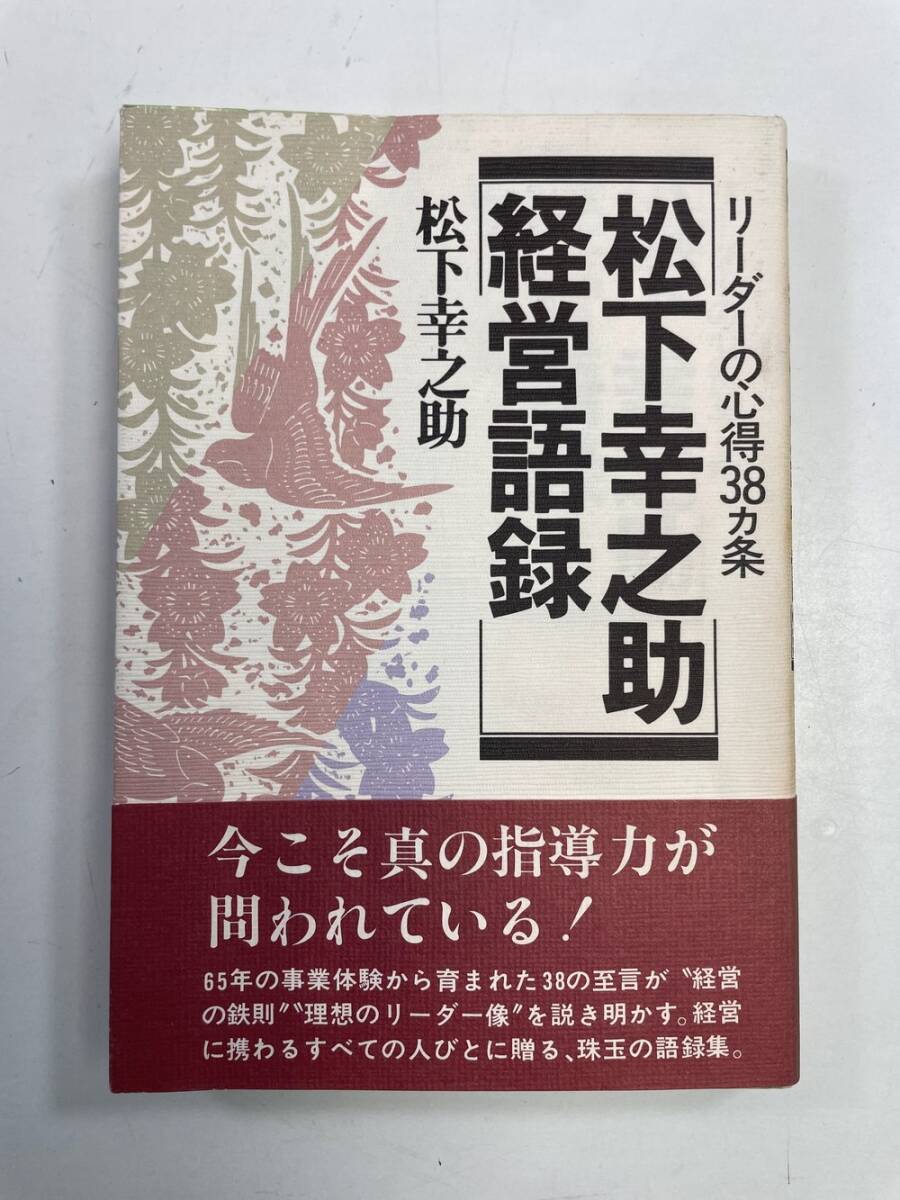 リーダーの心得38ヵ条
松下幸之助
経営語録
松下幸之助
今こそ真の指導力が
問われている!
65年の事業体験から育まれた38の至言が〝経営
の鉄則〟〝理想のリーダー像〟を説き明かす。経営
に携わるすべての人びとに贈る、珠玉の語録集。